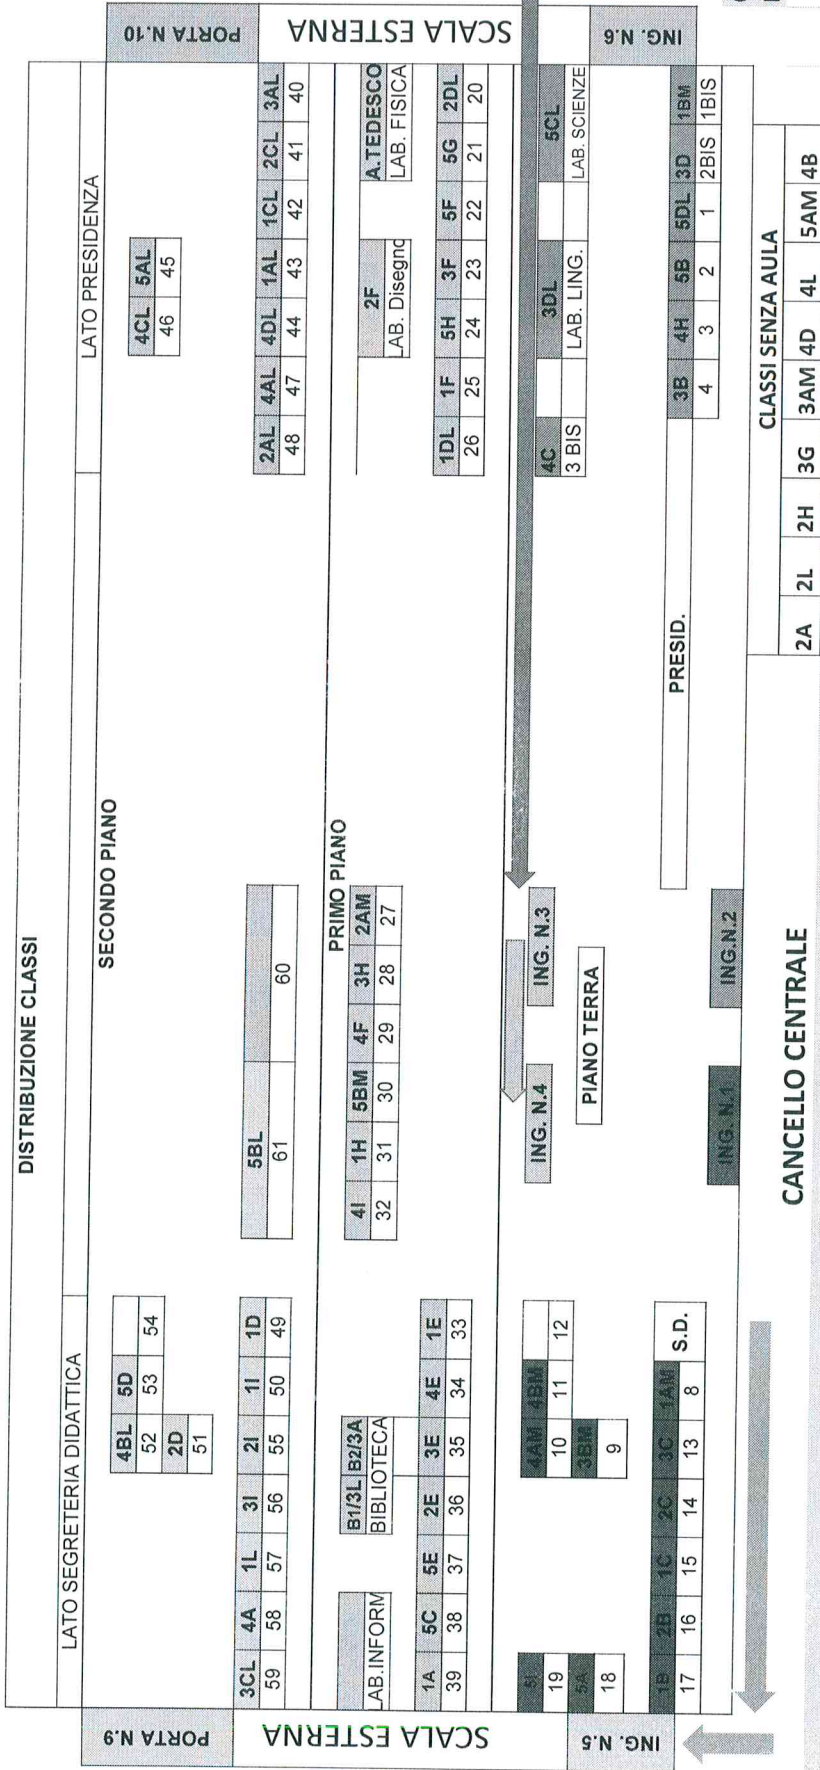 DISTRIBUZIONE CLASSI
LATO SEGRETERIA DIDATTICA
LATO PRESIDENZA
SECONDO PIANO
PORTA N.9
PORTA N.10
4BL 5D
52 53 54
2D
51
4CL 5AL
46 45
3CL 4A 1L 3I 2I 1I 1D
59 58 57 56 55 50 49
5BL
61 60
2AL 4AL 4DL 1AL 1CL 2CL 3AL
48 47 44 43 42 41 40
SCALA ESTERNA
SCALA ESTERNA
PRIMO PIANO
LAB.INFORM
B1/3L B2/3A
BIBLIOTECA
4I 1H 5BM 4F 3H 2AM
32 31 30 29 28 27
2F
LAB. Disegno
A.TEDESCO
LAB. FISICA
1A 5C 5E 2E 3E 4E 1E
39 38 37 36 35 34 33
1DL 1F 5H 3F 5F 5G 2DL
26 25 24 23 22 21 20
5I
19
5A
18
4AM 4BM
10 11 12
3BM
9
ING. N.4
ING. N.3
PIANO TERRA
4C
3 BIS
3DL
LAB. LING.
5CL
LAB. SCIENZE
ING. N.5
ING. N.6
1B 2B 1C 2C 3C 1AM
17 16 15 14 13 8
S.D.
PRESID.
3B 4H 5B 5DL 3D 1BM
4 3 2 1 2BIS 1BIS
ING. N.1
ING.N.2
CANCELLO CENTRALE
CLASSI SENZA AULA
2A 2L 2H 3G 3AM 4D 4L 5AM 4B